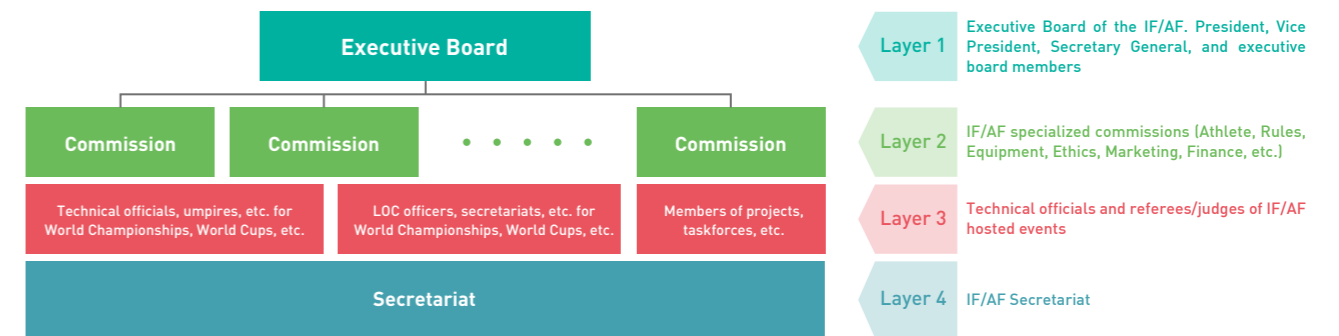 Executive Board
Layer 1
Executive Board of the IF/AF. President, Vice
President, Secretary General, and executive
board members
Commission
Commission
• • • • •
Commission
Layer 2
IF/AF specialized commissions (Athlete, Rules,
Equipment, Ethics, Marketing, Finance, etc.)
Technical officials, umpires, etc. for
World Championships, World Cups, etc.
LOC officers, secretariats, etc. for
World Championships, World Cups, etc.
Members of projects,
taskforces, etc.
Layer 3
Technical officials and referees/judges of IF/AF
hosted events
Secretariat
Layer 4
IF/AF Secretariat